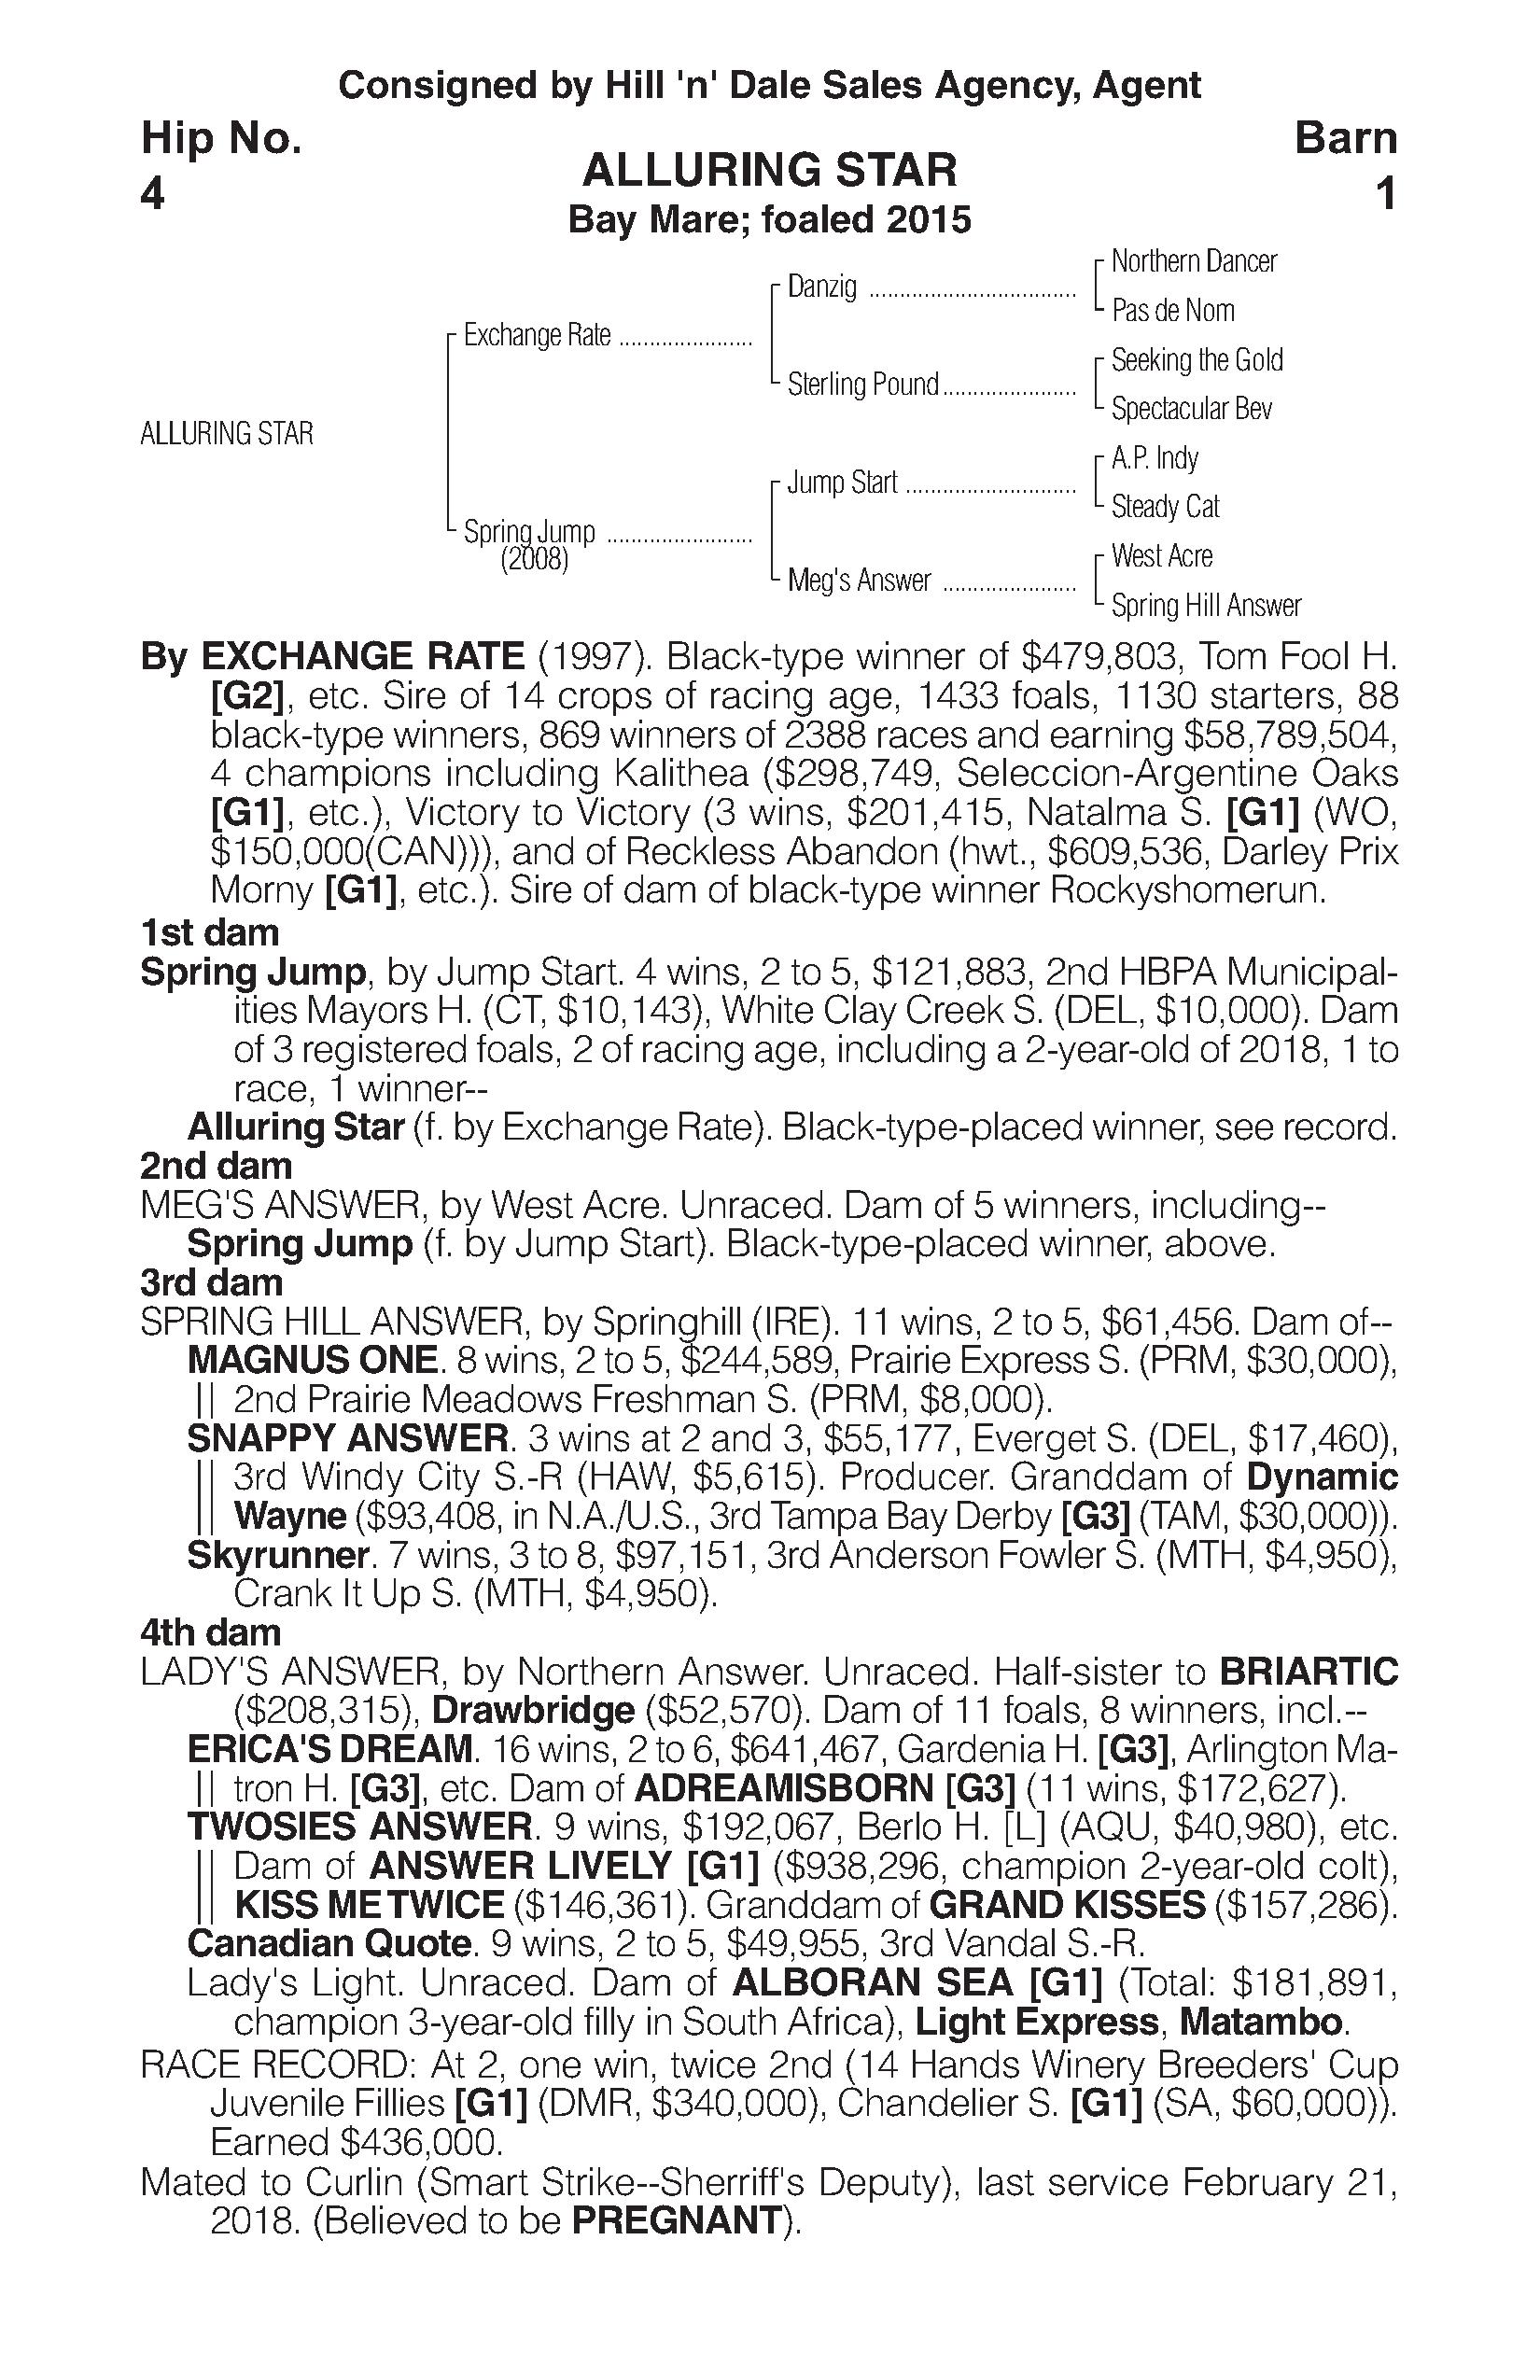 Consigned by Hill 'n' Dale Sales Agency, Agent
Hip No.
4
Barn
1
ALLURING STAR
Bay Mare; foaled 2015
Northern Dancer
Danzig ..................................
Pas de Nom
Exchange Rate ......................
Seeking the Gold
Sterling Pound......................
Spectacular Bev
ALLURING STAR
A.P. Indy
Jump Start ............................
Steady Cat
Spring Jump ........................
(2008)
West Acre
Meg's Answer ......................
Spring Hill Answer
By EXCHANGE RATE (1997). Black-type winner of $479,803, Tom Fool H.
[G2], etc. Sire of 14 crops of racing age, 1433 foals, 1130 starters, 88
black-type winners, 869 winners of 2388 races and earning $58,789,504,
4 champions including Kalithea ($298,749, Seleccion-Argentine Oaks
[G1], etc.), Victory to Victory (3 wins, $201,415, Natalma S. [G1] (WO,
$150,000(CAN))), and of Reckless Abandon (hwt., $609,536, Darley Prix
Morny [G1], etc.). Sire of dam of black-type winner Rockyshomerun.
1st dam
Spring Jump, by Jump Start. 4 wins, 2 to 5, $121,883, 2nd HBPA Municipal-
ities Mayors H. (CT, $10,143), White Clay Creek S. (DEL, $10,000). Dam
of 3 registered foals, 2 of racing age, including a 2-year-old of 2018, 1 to
race, 1 winner--
Alluring Star (f. by Exchange Rate). Black-type-placed winner, see record.
2nd dam
MEG'S ANSWER, by West Acre. Unraced. Dam of 5 winners, including--
Spring Jump (f. by Jump Start). Black-type-placed winner, above.
3rd dam
SPRING HILL ANSWER, by Springhill (IRE). 11 wins, 2 to 5, $61,456. Dam of--
MAGNUS ONE. 8 wins, 2 to 5, $244,589, Prairie Express S. (PRM, $30,000),
|| 2nd Prairie Meadows Freshman S. (PRM, $8,000).
SNAPPY ANSWER. 3 wins at 2 and 3, $55,177, Everget S. (DEL, $17,460),
|| 3rd Windy City S.-R (HAW, $5,615). Producer. Granddam of Dynamic
|| Wayne ($93,408, in N.A./U.S., 3rd Tampa Bay Derby [G3] (TAM, $30,000)).
Skyrunner. 7 wins, 3 to 8, $97,151, 3rd Anderson Fowler S. (MTH, $4,950),
Crank It Up S. (MTH, $4,950).
4th dam
LADY'S ANSWER, by Northern Answer. Unraced. Half-sister to BRIARTIC
($208,315), Drawbridge ($52,570). Dam of 11 foals, 8 winners, incl.--
ERICA'S DREAM. 16 wins, 2 to 6, $641,467, Gardenia H. [G3], Arlington Ma-
|| tron H. [G3], etc. Dam of ADREAMISBORN [G3] (11 wins, $172,627).
TWOSIES ANSWER. 9 wins, $192,067, Berlo H. [L] (AQU, $40,980), etc.
|| Dam of ANSWER LIVELY [G1] ($938,296, champion 2-year-old colt),
|| KISS ME TWICE ($146,361). Granddam of GRAND KISSES ($157,286).
Canadian Quote. 9 wins, 2 to 5, $49,955, 3rd Vandal S.-R.
Lady's Light. Unraced. Dam of ALBORAN SEA [G1] (Total: $181,891,
champion 3-year-old filly in South Africa), Light Express, Matambo.
RACE RECORD: At 2, one win, twice 2nd (14 Hands Winery Breeders' Cup
Juvenile Fillies [G1] (DMR, $340,000), Chandelier S. [G1] (SA, $60,000)).
Earned $436,000.
Mated to Curlin (Smart Strike--Sherriff's Deputy), last service February 21,
2018. (Believed to be PREGNANT).